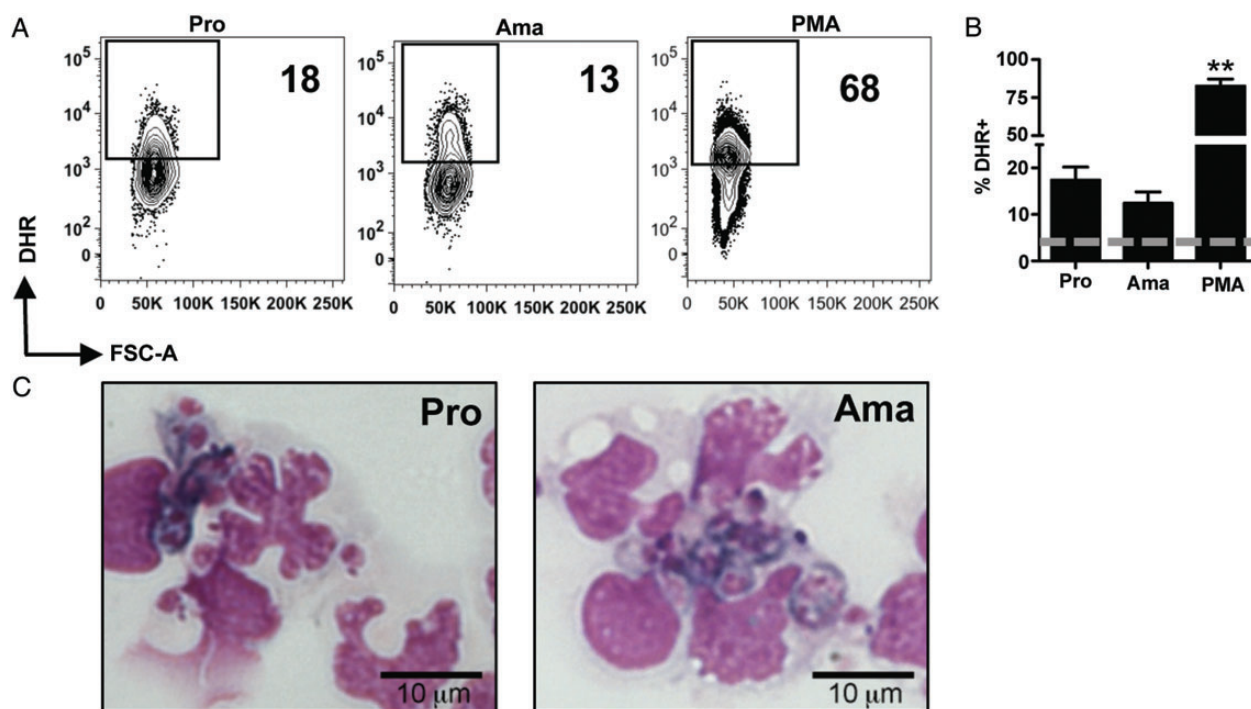 A
Pro
Ama
PMA
B
18
13
68
10⁵
10⁴
10³
10²
0
10⁵
10⁴
10³
10²
0
10⁵
10⁴
10³
10²
0
0 50K 100K 150K 200K 250K
0 50K 100K 150K 200K 250K
0 50K 100K 150K 200K 250K
DHR
FSC-A
% DHR+
100
75
50
20
10
0
**
Pro Ama PMA
C
Pro
10 μm
Ama
10 μm